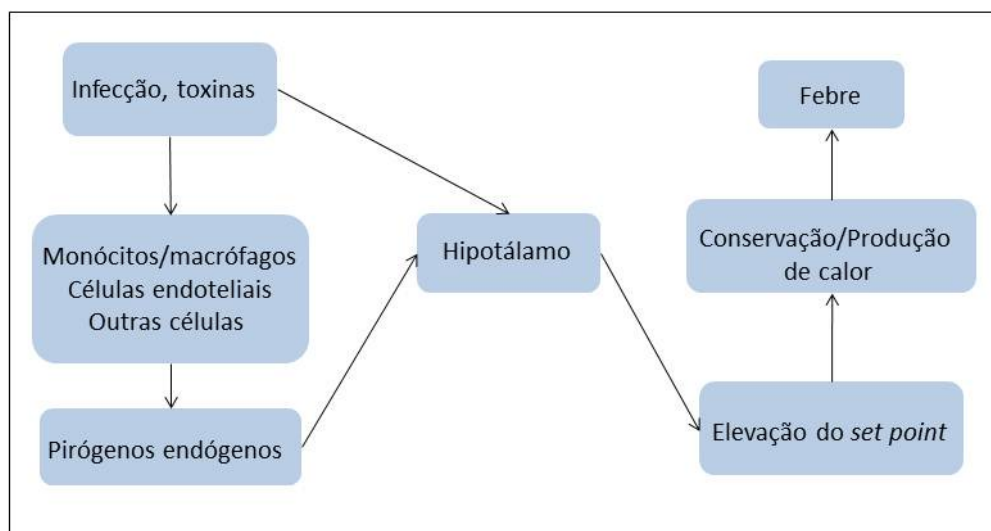 Infecção, toxinas
Monócitos/macrófagos
Células endoteliais
Outras células
Pirógenos endógenos
Hipotálamo
Elevação do set point
Conservação/Produção
de calor
Febre